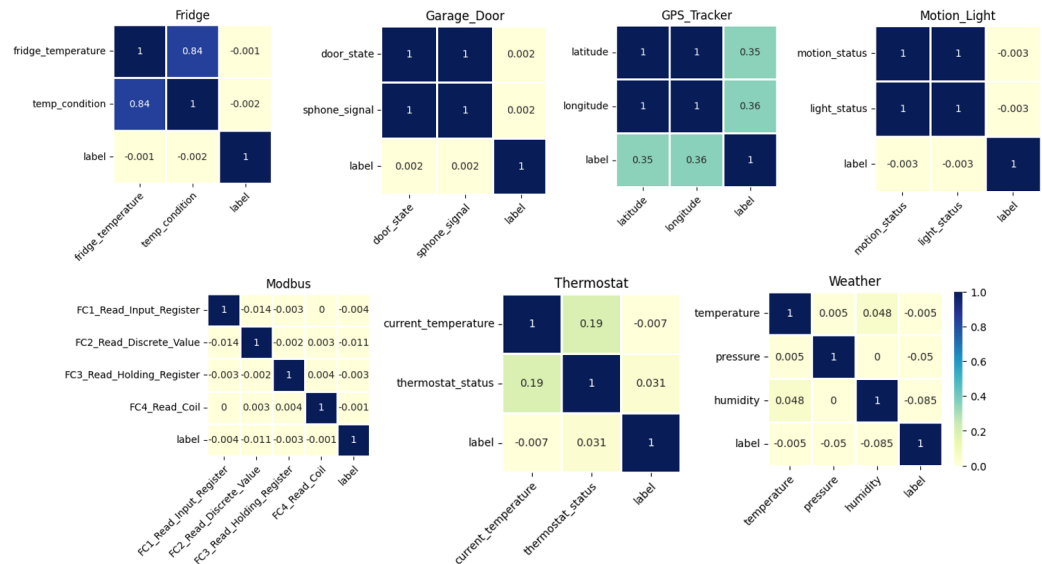 Fridge
fridge_temperature 1 0.84 -0.001
temp_condition 0.84 1 -0.002
label -0.001 -0.002 1
fridge_temperature temp_condition label
Garage_Door
door_state 1 1 0.002
sphone_signal 1 1 0.002
label 0.002 0.002 1
door_state sphone_signal label
GPS_Tracker
latitude 1 1 0.35
longitude 1 1 0.36
label 0.35 0.36 1
latitude longitude label
Motion_Light
motion_status 1 1 -0.003
light_status 1 1 -0.003
label -0.003 -0.003 1
motion_status light_status label
Modbus
FC1_Read_Input_Register 1 -0.014 -0.003 0 -0.004
FC2_Read_Discrete_Value -0.014 1 -0.002 0.003 -0.011
FC3_Read_Holding_Register -0.003 -0.002 1 0.004 -0.003
FC4_Read_Coil 0 0.003 0.004 1 -0.001
label -0.004 -0.011 -0.003 -0.001 1
FC1_Read_Input_Register FC2_Read_Discrete_Value FC3_Read_Holding_Register FC4_Read_Coil label
Thermostat
current_temperature 1 0.19 -0.007
thermostat_status 0.19 1 0.031
label -0.007 0.031 1
current_temperature thermostat_status label
Weather
temperature 1 0.005 0.048 -0.005
pressure 0.005 1 0 -0.05
humidity 0.048 0 1 -0.085
label -0.005 -0.05 -0.085 1
temperature pressure humidity label
1.0
0.8
0.6
0.4
0.2
0.0